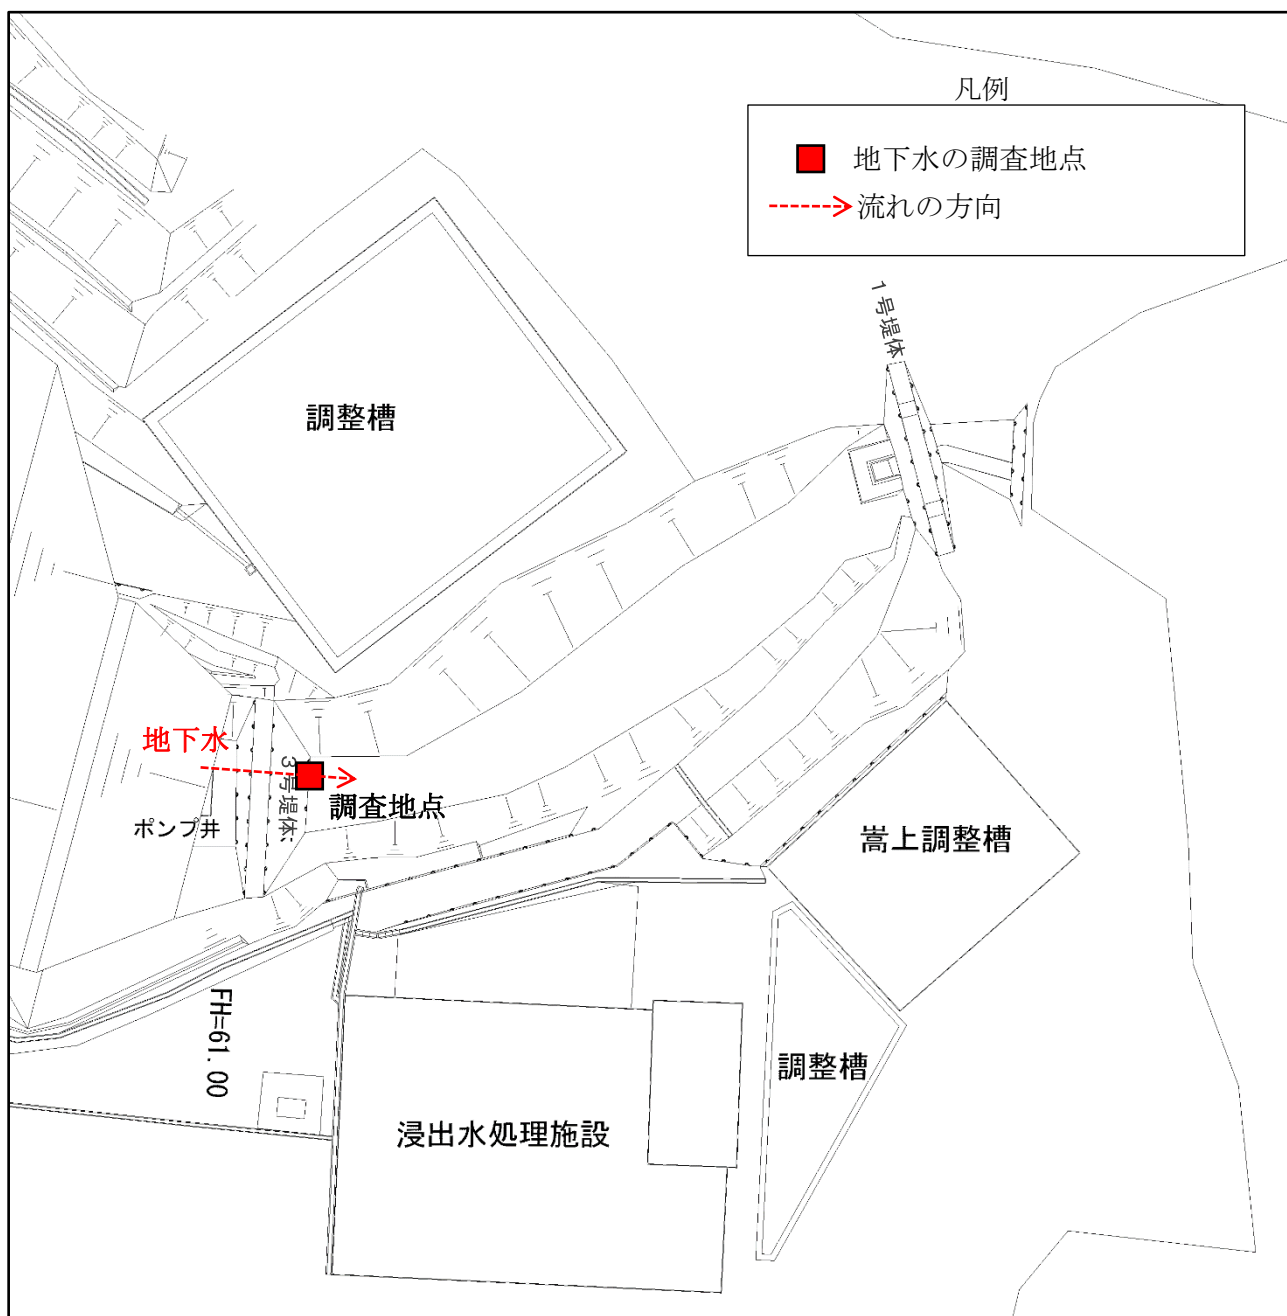 凡例
地下水の調査地点
流れの方向
1号堤体
調整槽
地下水
3号堤体
調査地点
ポンプ井
嵩上調整槽
FH=61.00
調整槽
浸出水処理施設